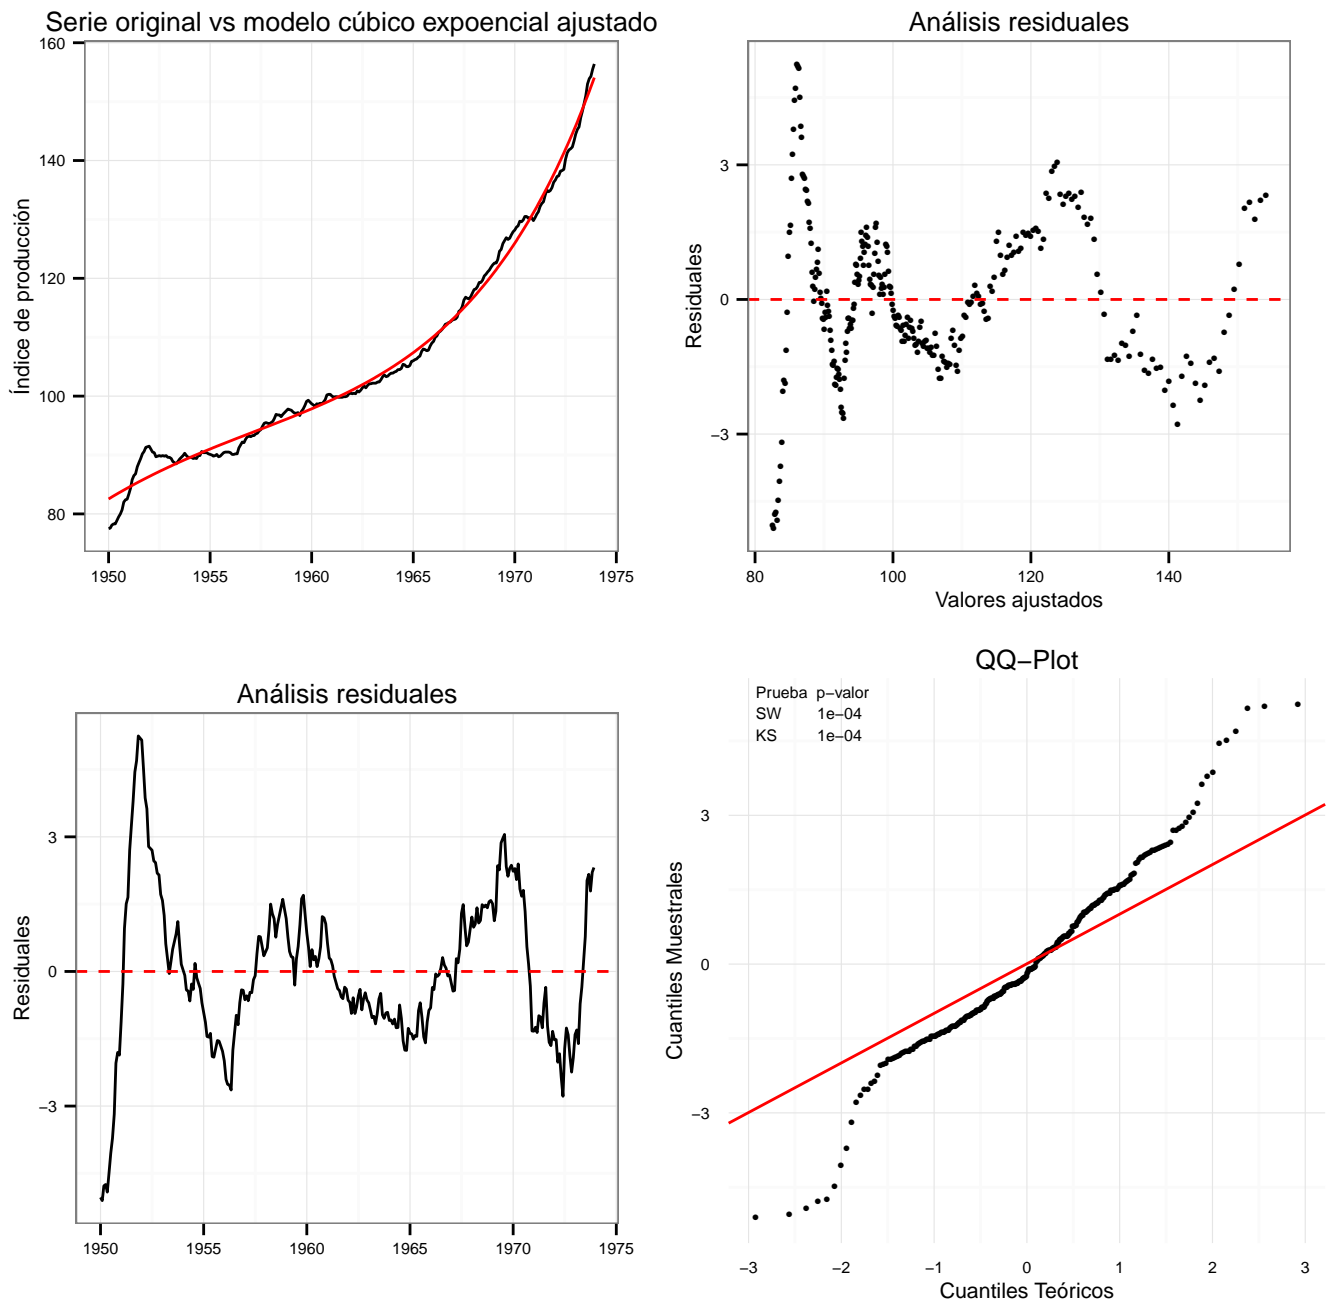 Serie original vs modelo cúbico expoencial ajustado
Índice de producción
160
140
120
100
80
1950
1955
1960
1965
1970
1975
Análisis residuales
Residuales
3
0
−3
80
100
120
140
Valores ajustados
Análisis residuales
Residuales
3
0
−3
1950
1955
1960
1965
1970
1975
QQ−Plot
Prueba p−valor
SW 1e−04
KS 1e−04
Cuantiles Muestrales
3
0
−3
−3
−2
−1
0
1
2
3
Cuantiles Teóricos